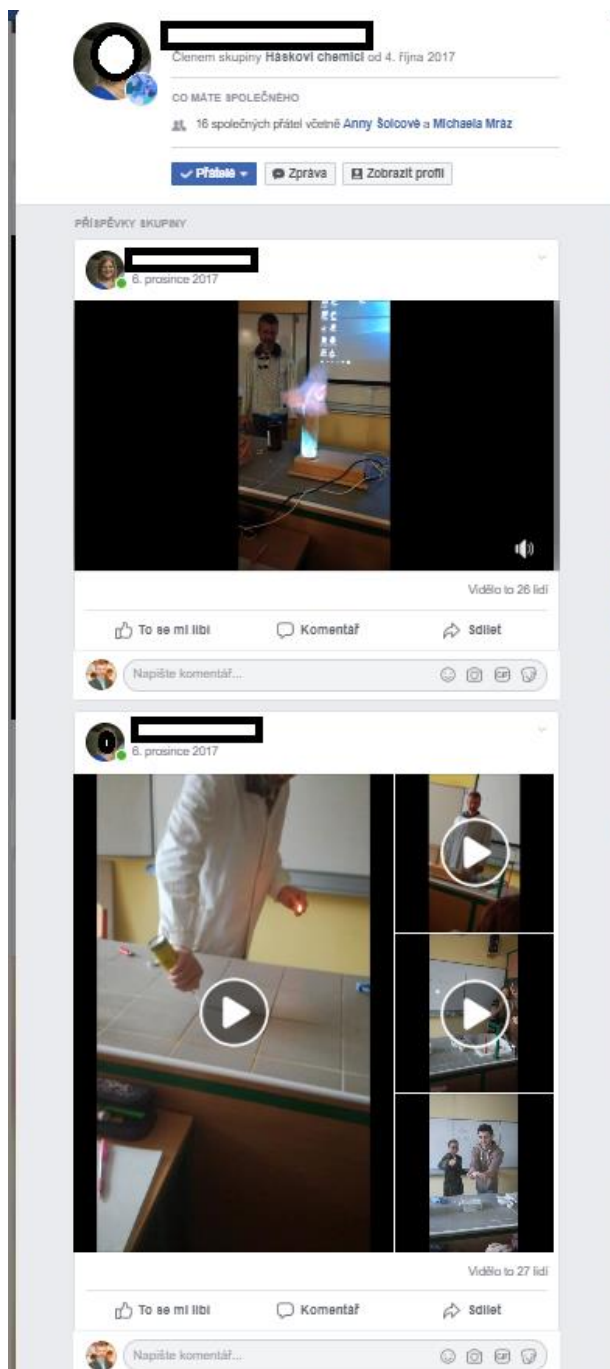 Členem skupiny Háskovi chemici od 4. října 2017
CO MÁTE SPOLEČNÉHO
16 společných přátel včetně Anny Šolcové a Michaela Mráz
Přátelé
Zpráva
Zobrazit profil
PŘÍSPĚVKY SKUPINY
6. prosince 2017
Vidělo to 26 lidí
To se mi líbí
Komentář
Sdílet
Napište komentář...
GIF
6. prosince 2017
Vidělo to 27 lidí
To se mi líbí
Komentář
Sdílet
Napište komentář...
GIF